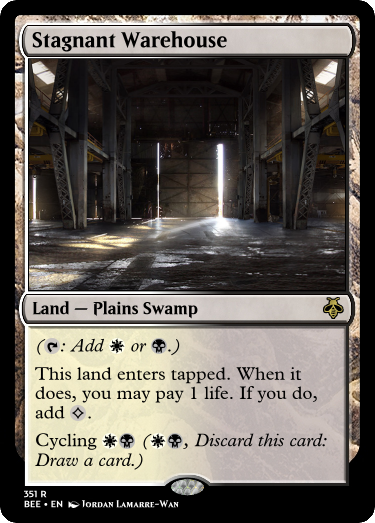 Stagnant Warehouse
Land — Plains Swamp
(: Add or .)
This land enters tapped. When it
does, you may pay 1 life. If you do,
add .
Cycling (, Discard this card:
Draw a card.)
351 R
BEE • EN Jordan Lamarre-Wan